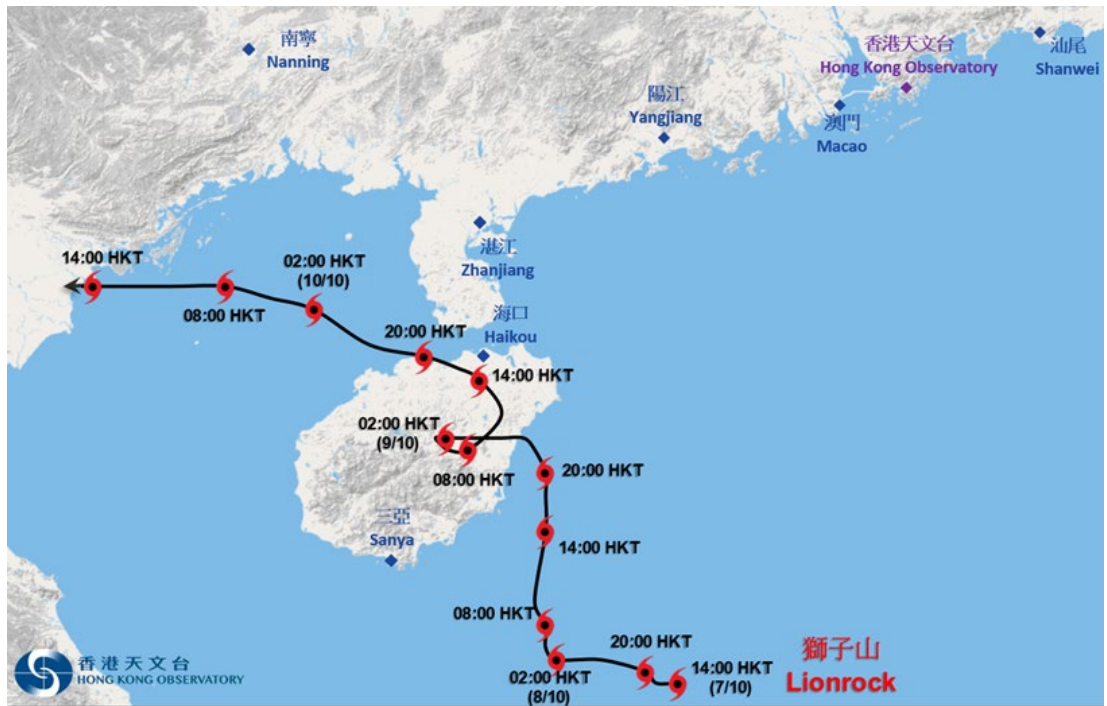 南寧
Nanning
香港天文台
Hong Kong Observatory
汕尾
Shanwei
陽江
Yangjiang
澳門
Macao
湛江
Zhanjiang
14:00 HKT
02:00 HKT
(10/10)
08:00 HKT
海口
Haikou
20:00 HKT
14:00 HKT
02:00 HKT
(9/10)
08:00 HKT
20:00 HKT
三亞
Sanya
14:00 HKT
08:00 HKT
20:00 HKT
02:00 HKT
(8/10)
14:00 HKT
(7/10)
獅子山
Lionrock
香港天文台
HONG KONG OBSERVATORY